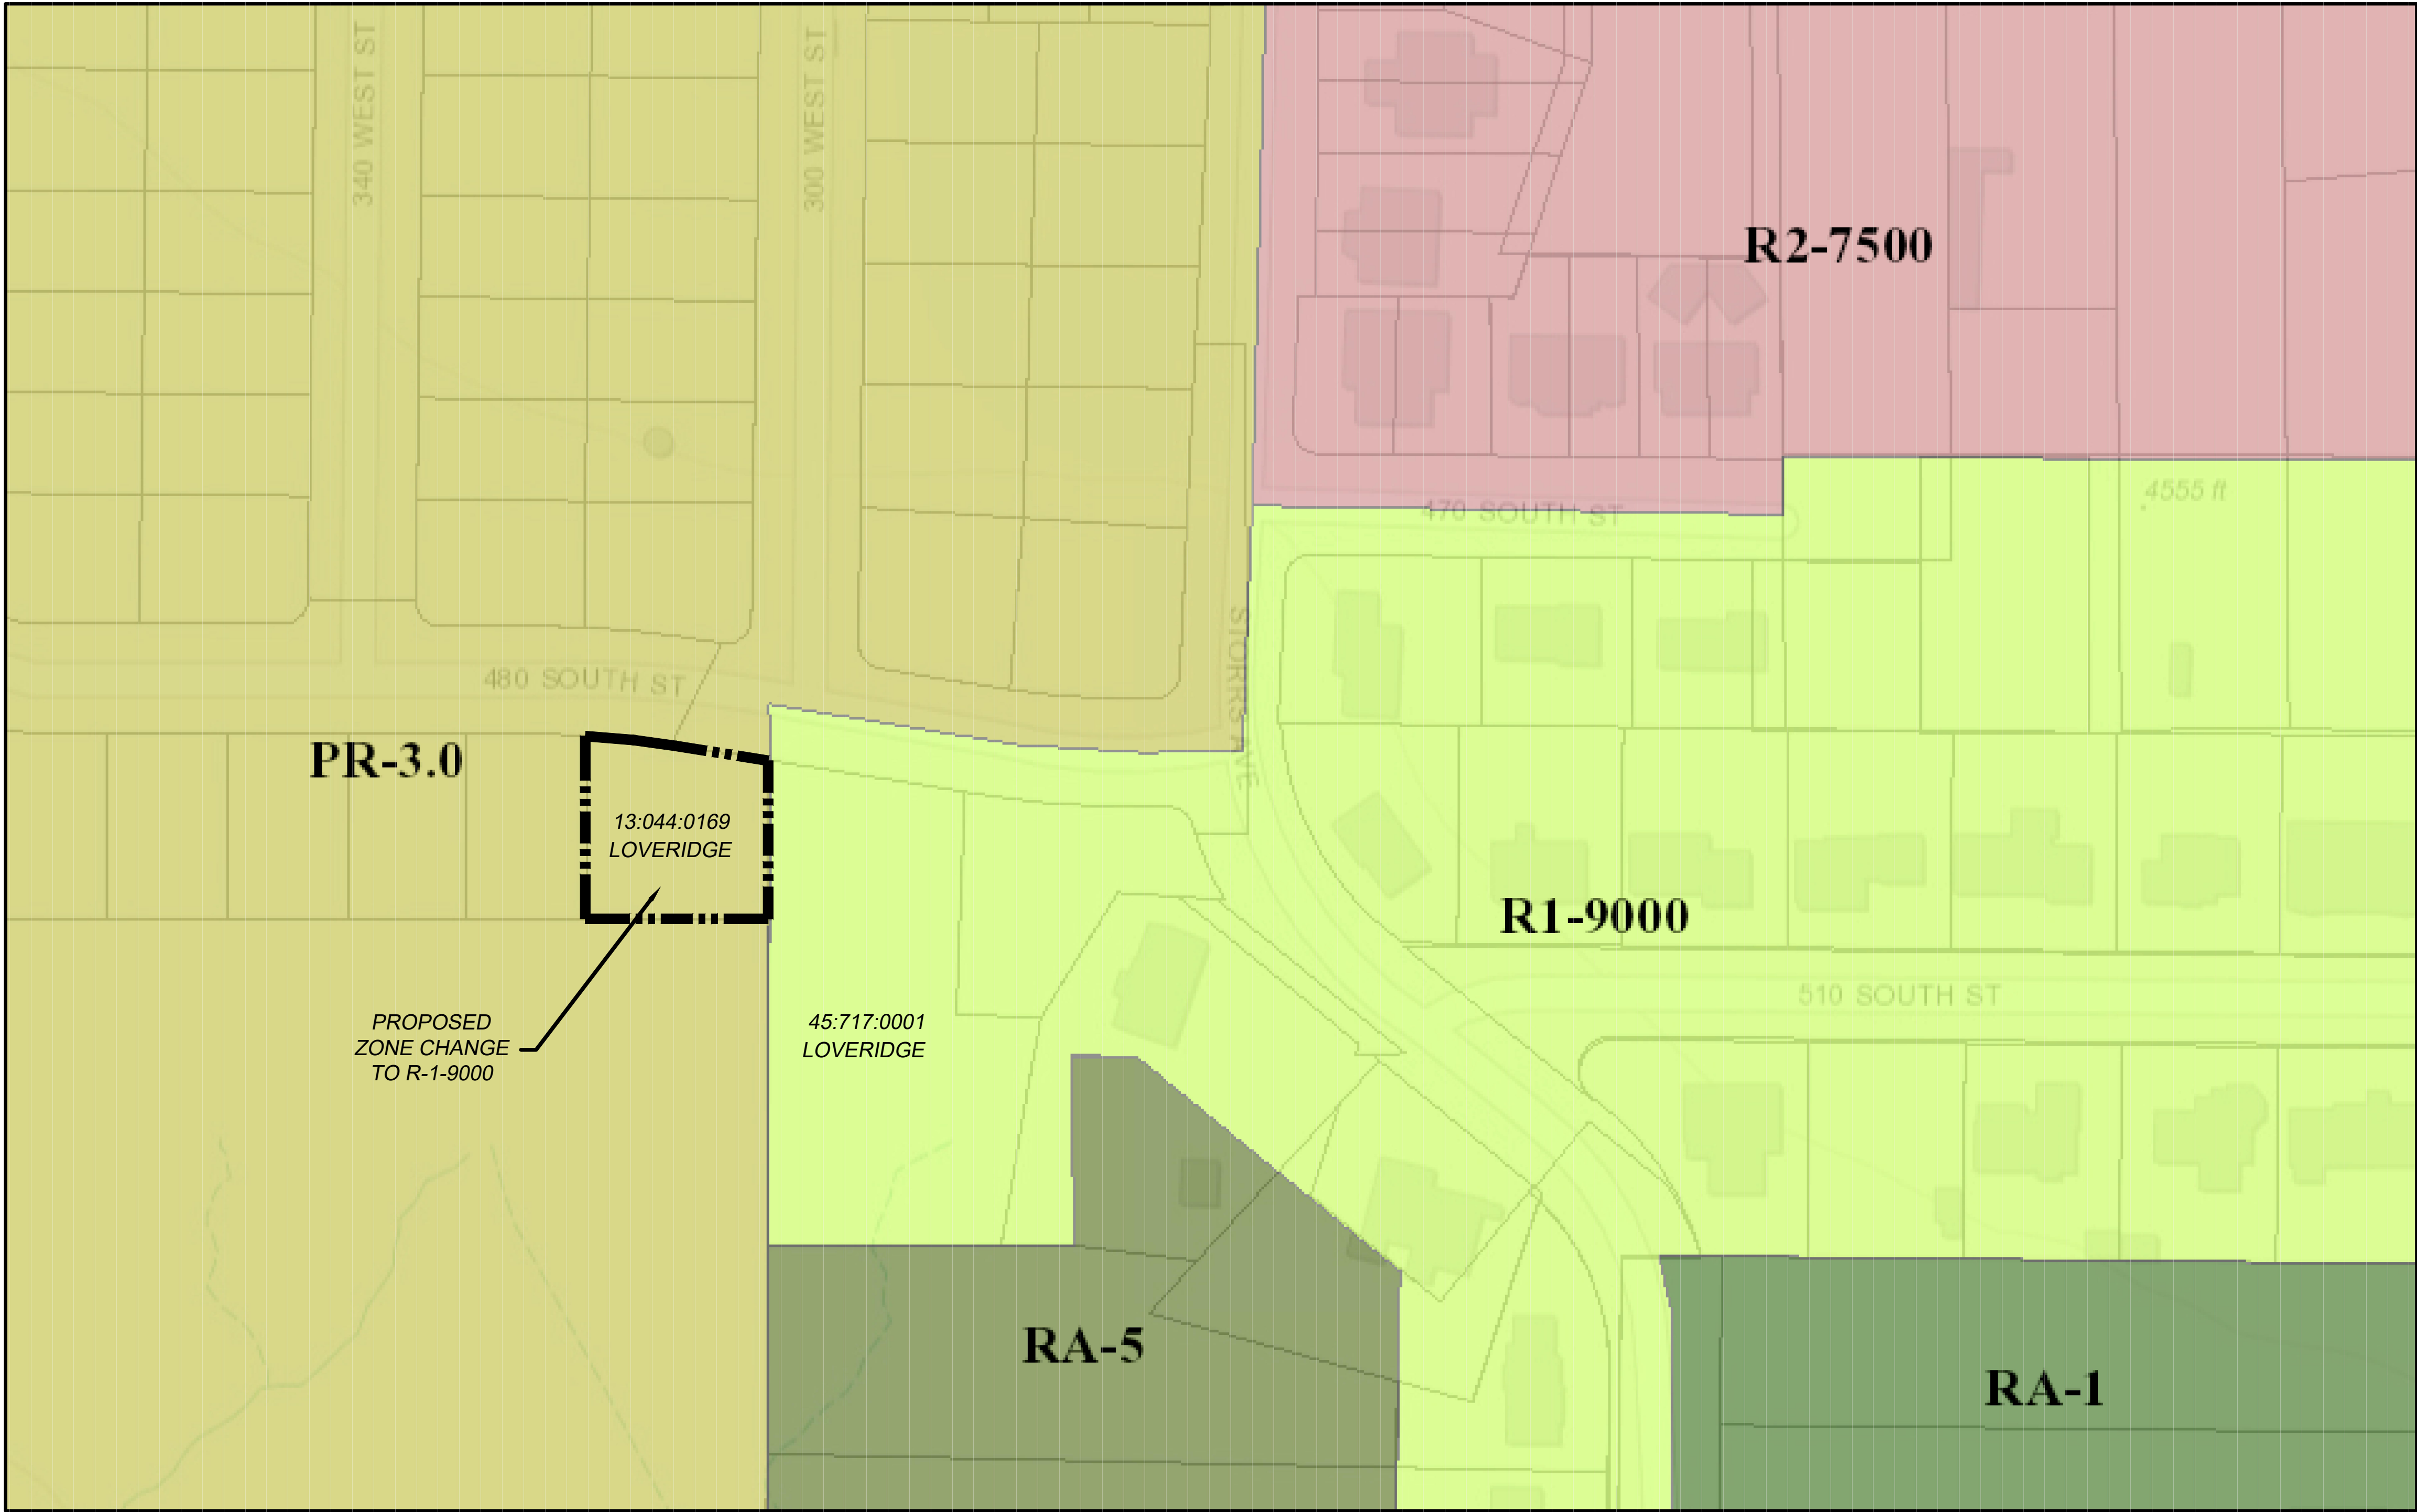 340 WEST ST
300 WEST ST
R2-7500
4555 ft
470 SOUTH ST
STORRS AVE
480 SOUTH ST
PR-3.0
13:044:0169
LOVERIDGE
R1-9000
510 SOUTH ST
PROPOSED
ZONE CHANGE
TO R-1-9000
45:717:0001
LOVERIDGE
RA-5
RA-1